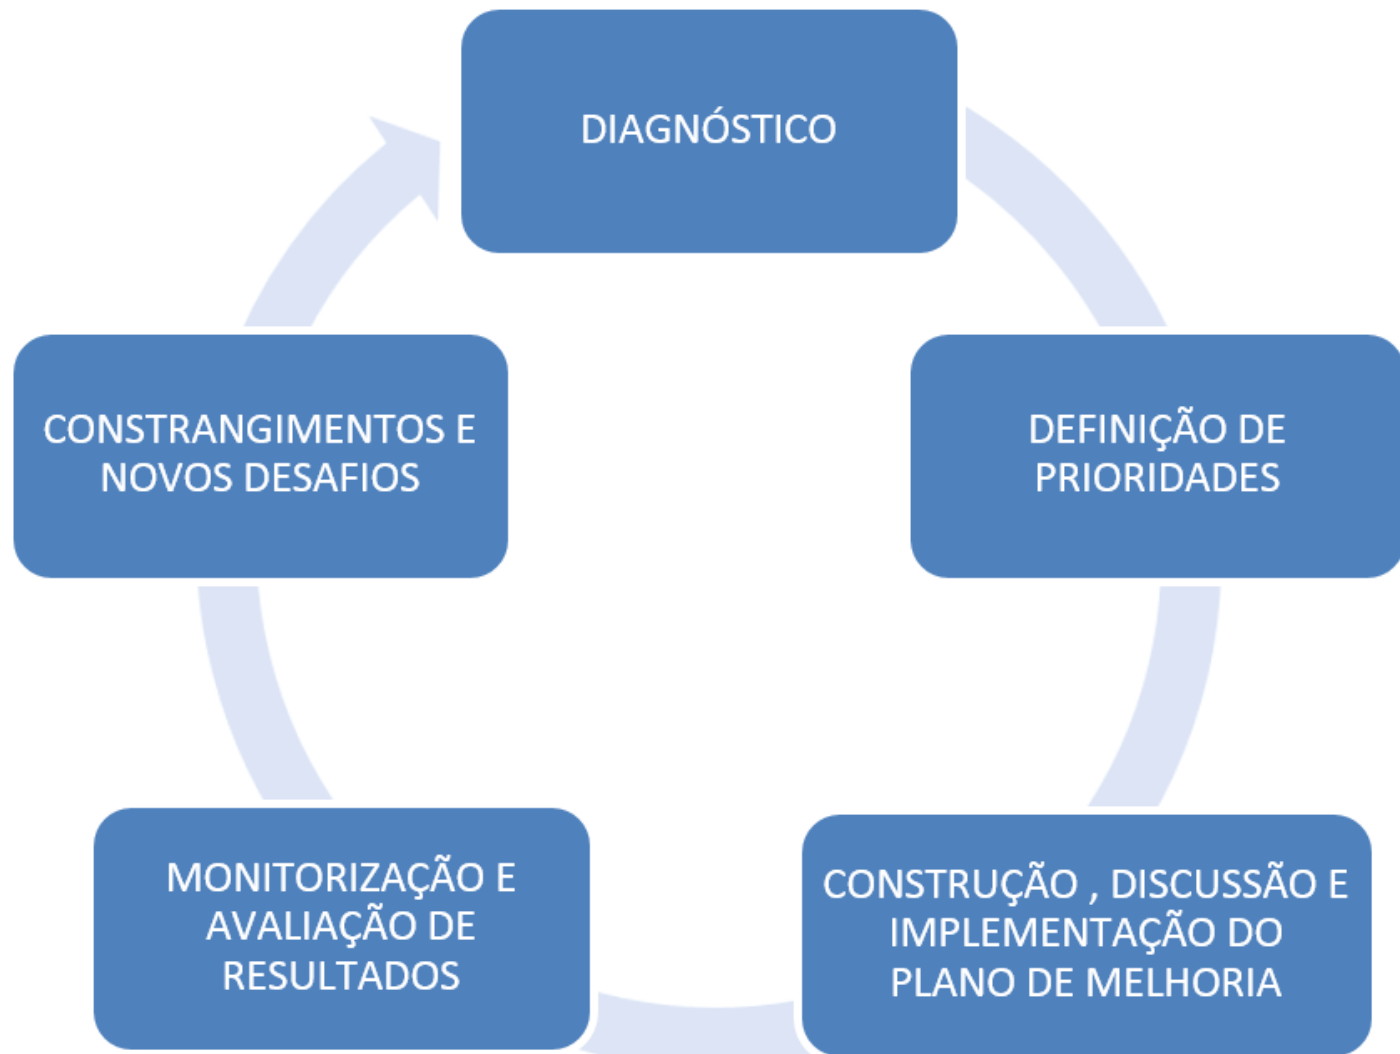 DIAGNÓSTICO
DEFINIÇÃO DE
PRIORIDADES
CONSTRUÇÃO , DISCUSSÃO E
IMPLEMENTAÇÃO DO
PLANO DE MELHORIA
MONITORIZAÇÃO E
AVALIAÇÃO DE
RESULTADOS
CONSTRANGIMENTOS E
NOVOS DESAFIOS